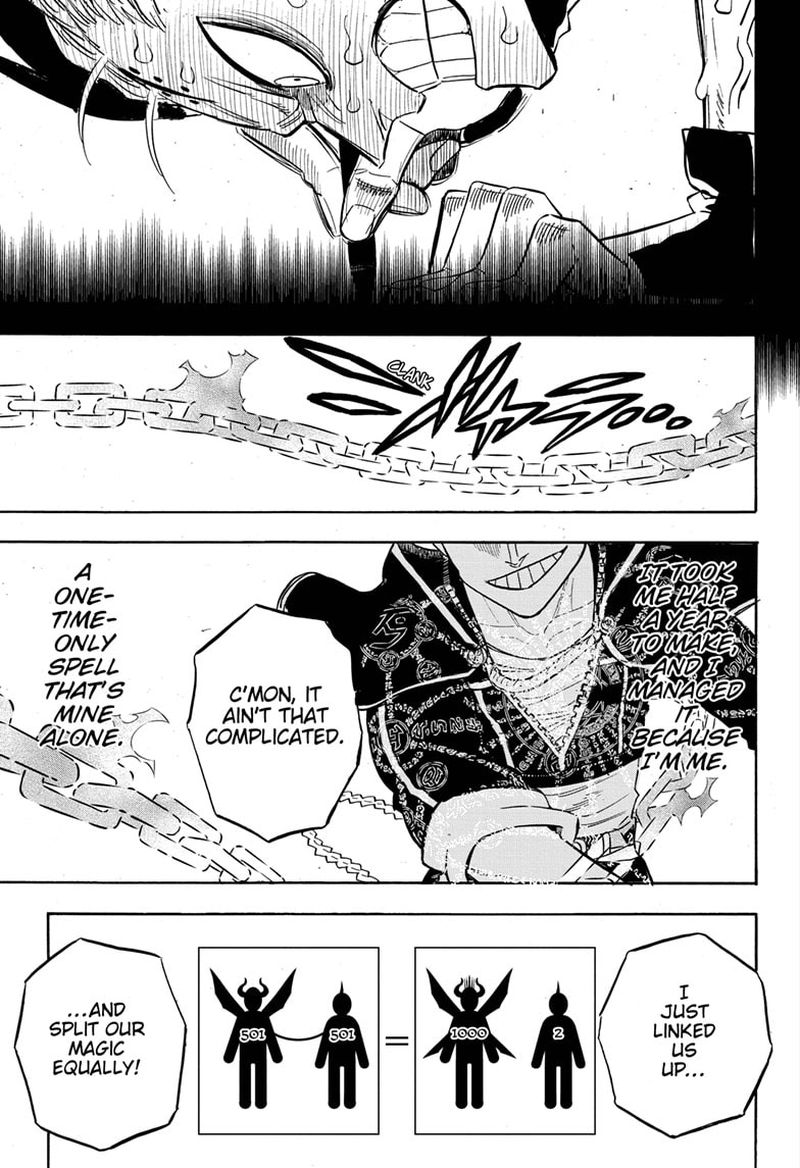 CLANK
IT TOOK
ME HALF
A YEAR
TO MAKE,
AND I
MANAGED
IT
BECAUSE
I'M ME.
C'MON, IT
AIN'T THAT
COMPLICATED.
A
ONE-
TIME-
ONLY
SPELL
THAT'S
MINE
ALONE.
I
JUST
LINKED
US
UP...
1000
2
=
501
501
...AND
SPLIT OUR
MAGIC
EQUALLY!